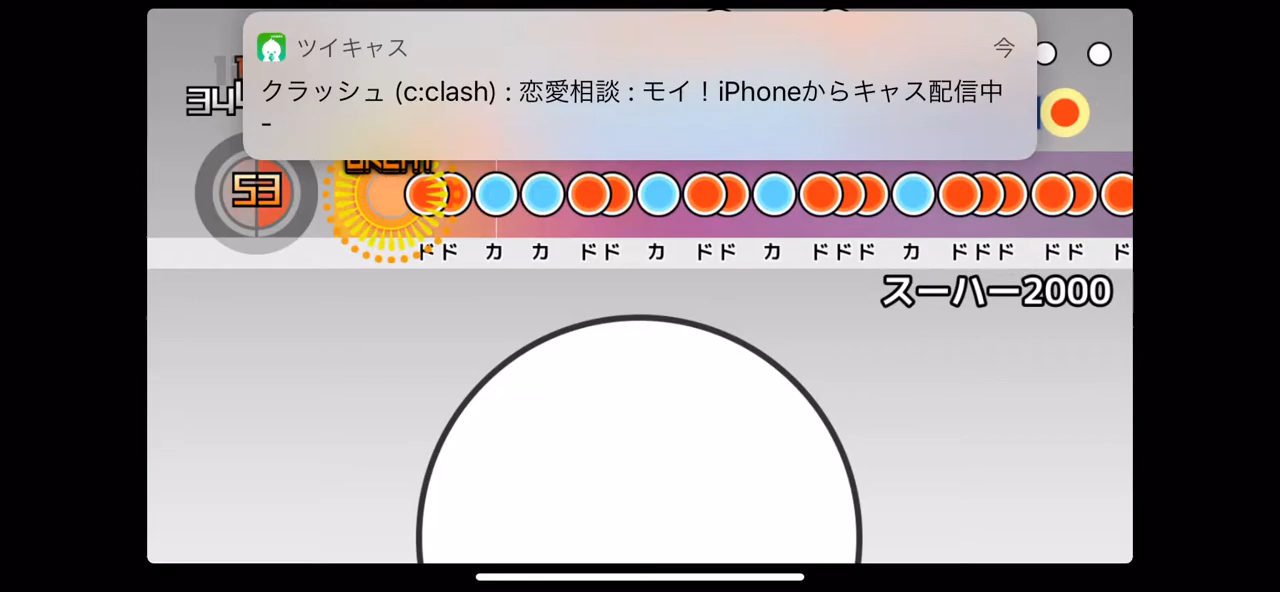 ツイキャス
今
クラッシュ (c:clash) : 恋愛相談 : モイ！iPhoneからキャス配信中
-
53
ドド カ カ ドド カ ドド カ ドドド カ ドドド ドド ド
スーハー2000